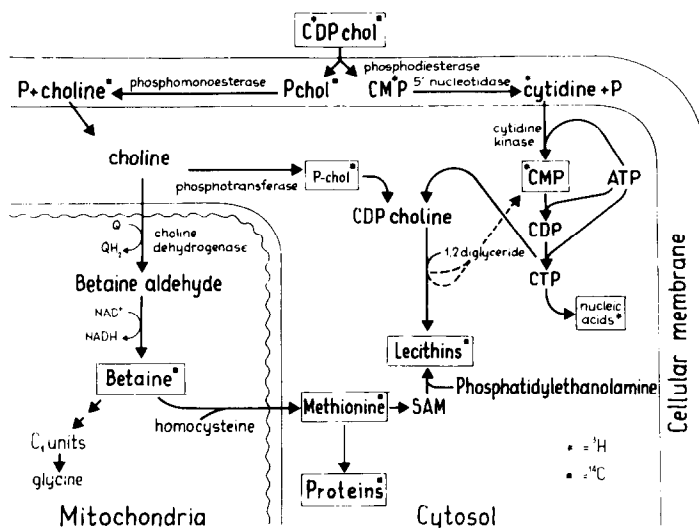 C*DP chol▪
phosphodiesterase
P+choline▪
phosphomonoesterase
Pchol▪
CM*P
5' nucleotidase
*cytidine +P
cytidine
kinase
choline
phosphotransferase
P-chol▪
*CMP
ATP
CDP choline
CDP
Q
QH₂
choline
dehydrogenase
1,2 diglyceride
CTP
Betaine aldehyde
nucleic
acids*
NAD⁺
NADH
Lecithins▪
Betaine▪
Phosphatidylethanolamine
homocysteine
Methionine▪
SAM
C₁ units
glycine
Proteins▪
* = ³H
▪ = ¹⁴C
Mitochondria
Cytosol
Cellular membrane